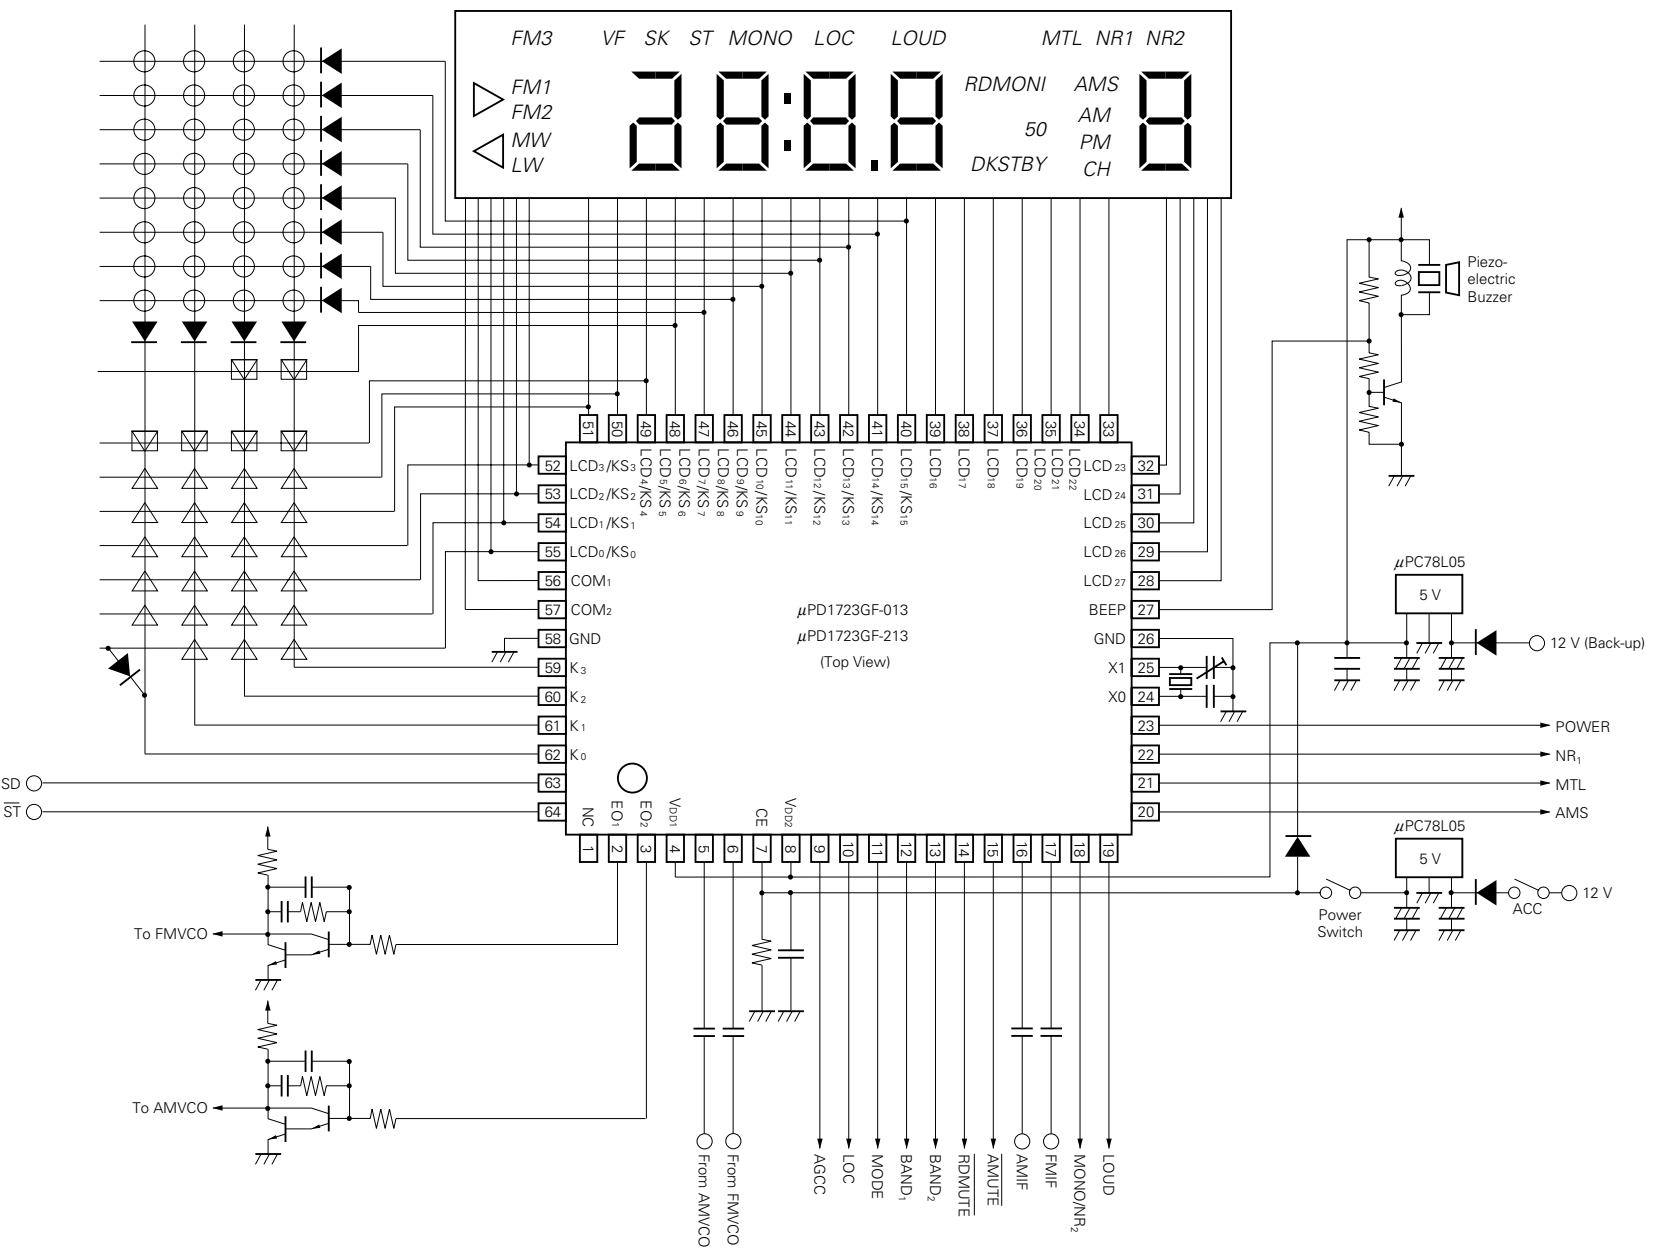 FM3 VF SK ST MONO LOC LOUD MTL NR1 NR2
FM1
FM2
MW
LW
RDMONI
50
DKSTBY
AMS
AM
PM
CH
Piezo-
electric
Buzzer
51 50 49 48 47 46 45 44 43 42 41 40 39 38 37 36 35 34 33
LCD4/KS4
LCD5/KS5
LCD6/KS6
LCD7/KS7
LCD8/KS8
LCD9/KS9
LCD10/KS10
LCD11/KS11
LCD12/KS12
LCD13/KS13
LCD14/KS14
LCD15/KS15
LCD16
LCD17
LCD18
LCD19
LCD20
LCD21
LCD22
52 LCD3/KS3
53 LCD2/KS2
54 LCD1/KS1
55 LCD0/KS0
56 COM1
57 COM2
58 GND
59 K3
60 K2
61 K1
62 K0
63
64
SD
S̅T̅
LCD23 32
LCD24 31
LCD25 30
LCD26 29
LCD27 28
BEEP 27
GND 26
X1 25
X0 24
23 POWER
22 NR1
21 MTL
20 AMS
μPD1723GF-013
μPD1723GF-213
(Top View)
μPC78L05
5 V
12 V (Back-up)
μPC78L05
5 V
Power
Switch
ACC
12 V
NC
EO1
EO2
VDD1
CE
VDD2
1 2 3 4 5 6 7 8 9 10 11 12 13 14 15 16 17 18 19
To FMVCO
To AMVCO
From AMVCO
From FMVCO
AGCC
LOC
MODE
BAND1
BAND2
R̅D̅M̅U̅T̅E̅
A̅M̅U̅T̅E̅
AMIF
FMIF
MONO/NR2
LOUD